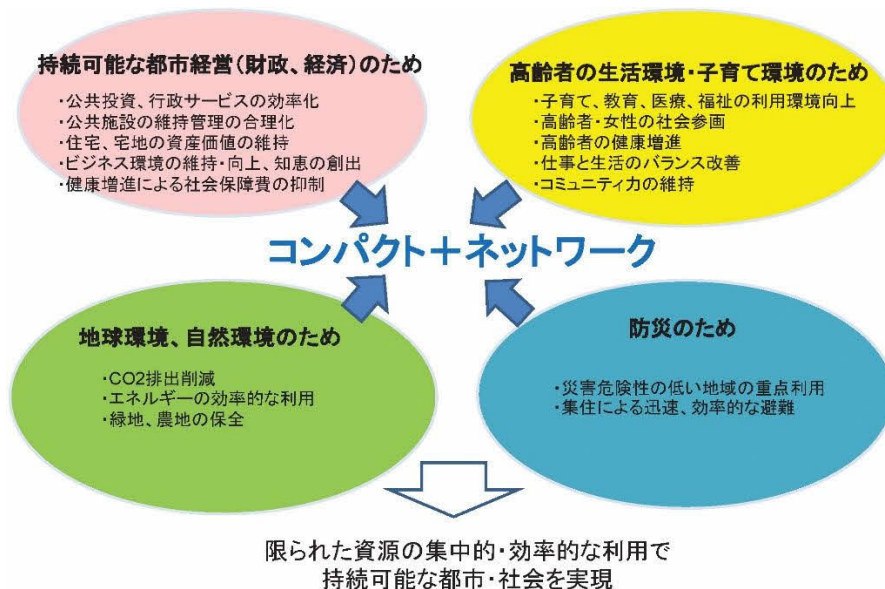 持続可能な都市経営(財政、経済)のため
・公共投資、行政サービスの効率化
・公共施設の維持管理の合理化
・住宅、宅地の資産価値の維持
・ビジネス環境の維持・向上、知恵の創出
・健康増進による社会保障費の抑制
高齢者の生活環境・子育て環境のため
・子育て、教育、医療、福祉の利用環境向上
・高齢者・女性の社会参画
・高齢者の健康増進
・仕事と生活のバランス改善
・コミュニティ力の維持
コンパクト+ネットワーク
地球環境、自然環境のため
・CO2排出削減
・エネルギーの効率的な利用
・緑地、農地の保全
防災のため
・災害危険性の低い地域の重点利用
・集住による迅速、効率的な避難
限られた資源の集中的・効率的な利用で
持続可能な都市・社会を実現